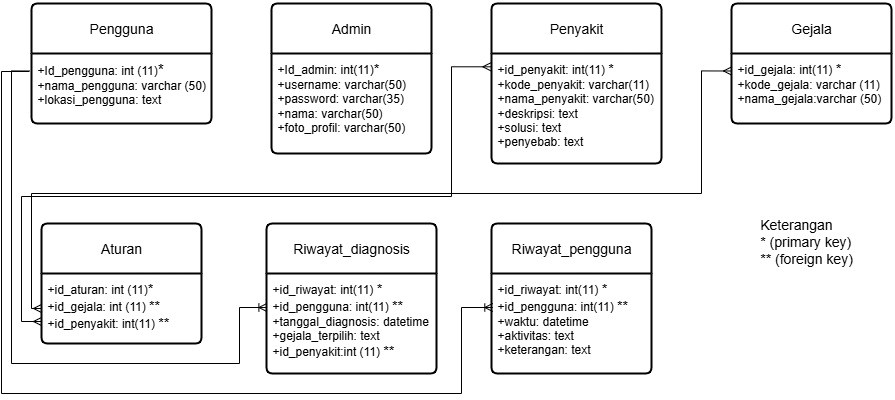 Pengguna
+Id_pengguna: int (11)*
+nama_pengguna: varchar (50)
+lokasi_pengguna: text
Admin
+Id_admin: int(11)*
+username: varchar(50)
+password: varchar(35)
+nama: varchar(50)
+foto_profil: varchar(50)
Penyakit
+id_penyakit: int(11) *
+kode_penyakit: varchar(11)
+nama_penyakit: varchar(50)
+deskripsi: text
+solusi: text
+penyebab: text
Gejala
+id_gejala: int(11) *
+kode_gejala: varchar (11)
+nama_gejala:varchar (50)
Aturan
+id_aturan: int (11)*
+id_gejala: int (11) **
+id_penyakit: int(11) **
Riwayat_diagnosis
+id_riwayat: int(11) *
+id_pengguna: int(11) **
+tanggal_diagnosis: datetime
+gejala_terpilih: text
+id_penyakit:int (11) **
Riwayat_pengguna
+id_riwayat: int(11) *
+id_pengguna: int(11) **
+waktu: datetime
+aktivitas: text
+keterangan: text
Keterangan
* (primary key)
** (foreign key)